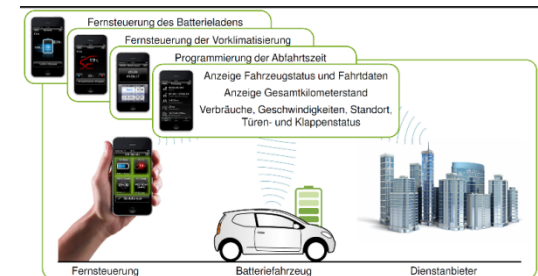 Fernsteuerung des Batterieladens
Fernsteuerung der Vorklimatisierung
Programmierung der Abfahrtszeit
Anzeige Fahrzeugstatus und Fahrtdaten
Anzeige Gesamtkilometerstand
Verbräuche, Geschwindigkeiten, Standort,
Türen- und Klappenstatus
Fernsteuerung
Batteriefahrzeug
Dienstanbieter